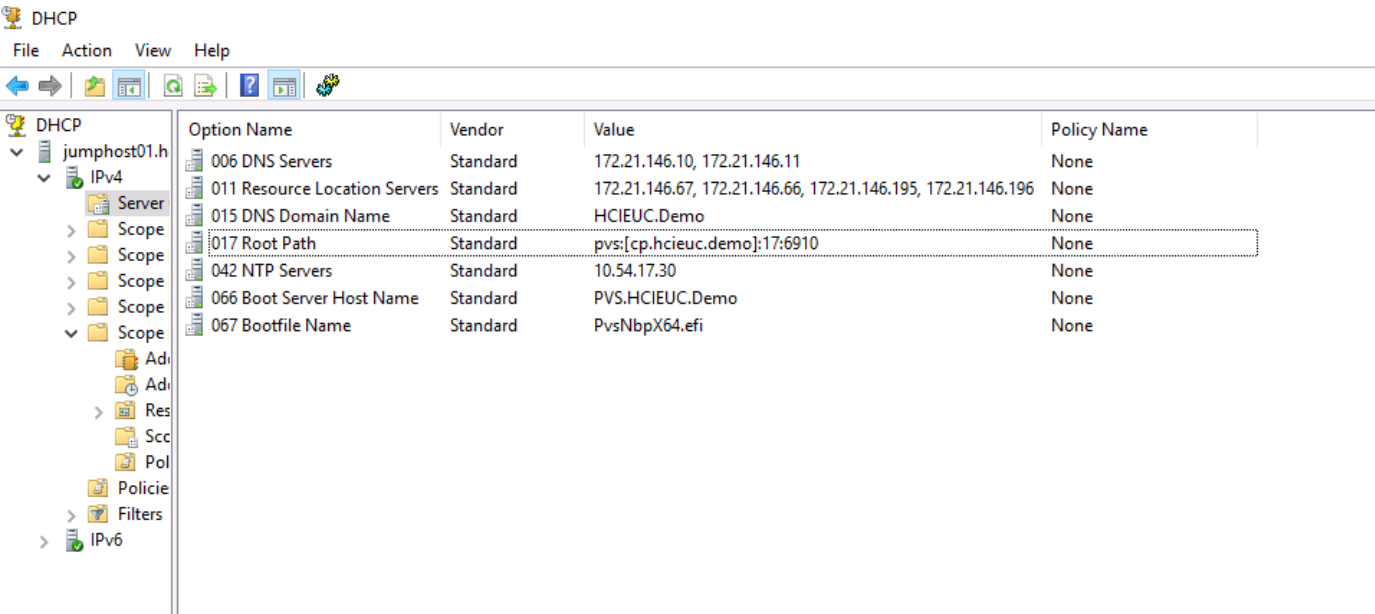 DHCP
File Action View Help
DHCP
jumphost01.h
IPv4
Server
Scope
Scope
Scope
Scope
Scope
Add
Add
Res
Sco
Pol
Policie
Filters
IPv6
Option Name Vendor Value Policy Name
006 DNS Servers Standard 172.21.146.10, 172.21.146.11 None
011 Resource Location Servers Standard 172.21.146.67, 172.21.146.66, 172.21.146.195, 172.21.146.196 None
015 DNS Domain Name Standard HCIEUC.Demo None
017 Root Path Standard pvs:[cp.hcieuc.demo]:17:6910 None
042 NTP Servers Standard 10.54.17.30 None
066 Boot Server Host Name Standard PVS.HCIEUC.Demo None
067 Bootfile Name Standard PvsNbpX64.efi None